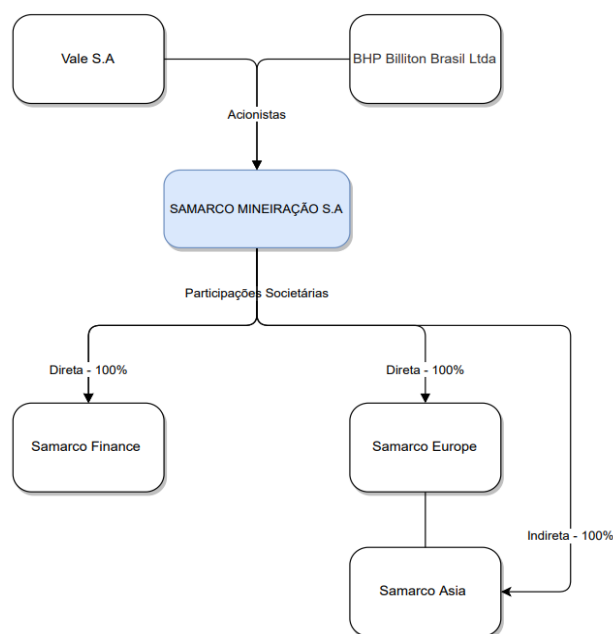 Vale S.A
BHP Billiton Brasil Ltda
Acionistas
SAMARCO MINEIRAÇÃO S.A
Participações Societárias
Direta - 100%
Direta - 100%
Samarco Finance
Samarco Europe
Indireta - 100%
Samarco Asia